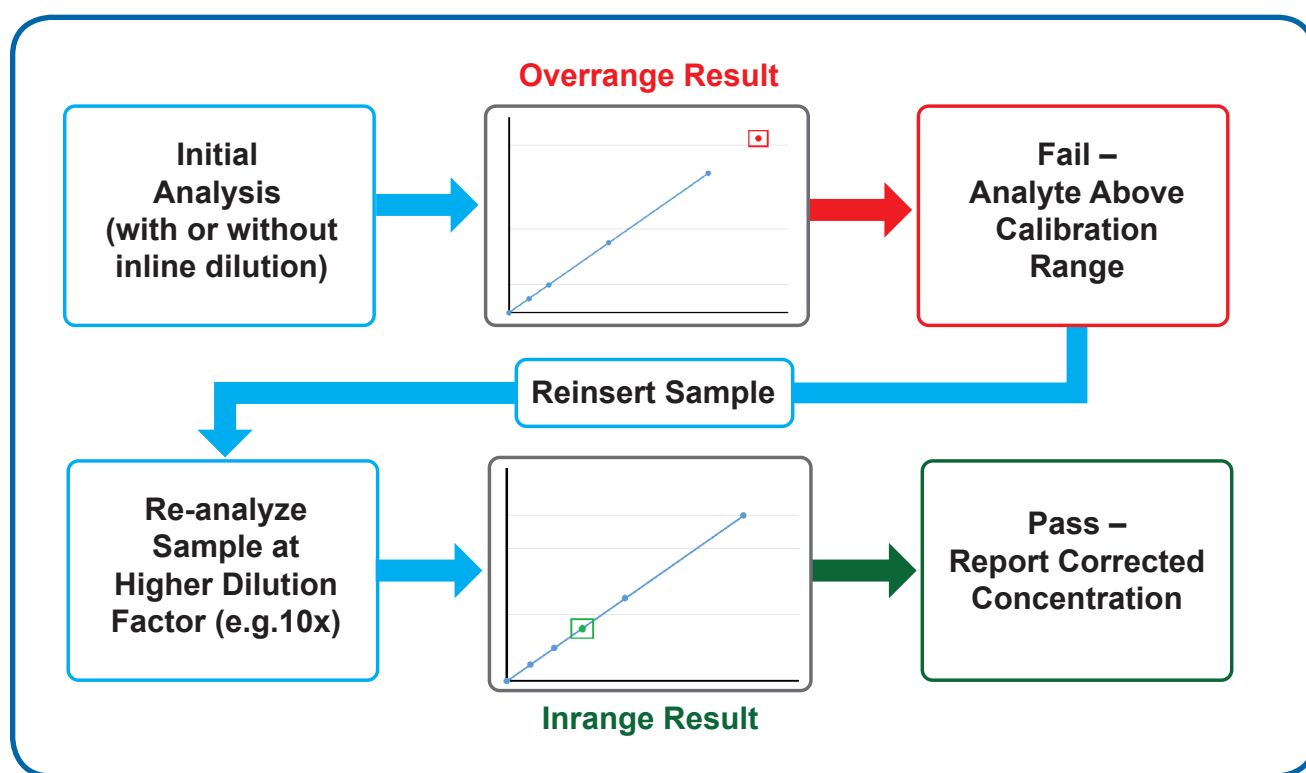 Overrange Result
Initial
Analysis
(with or without
inline dilution)
Fail –
Analyte Above
Calibration
Range
Reinsert Sample
Re-analyze
Sample at
Higher Dilution
Factor (e.g.10x)
Pass –
Report Corrected
Concentration
Inrange Result